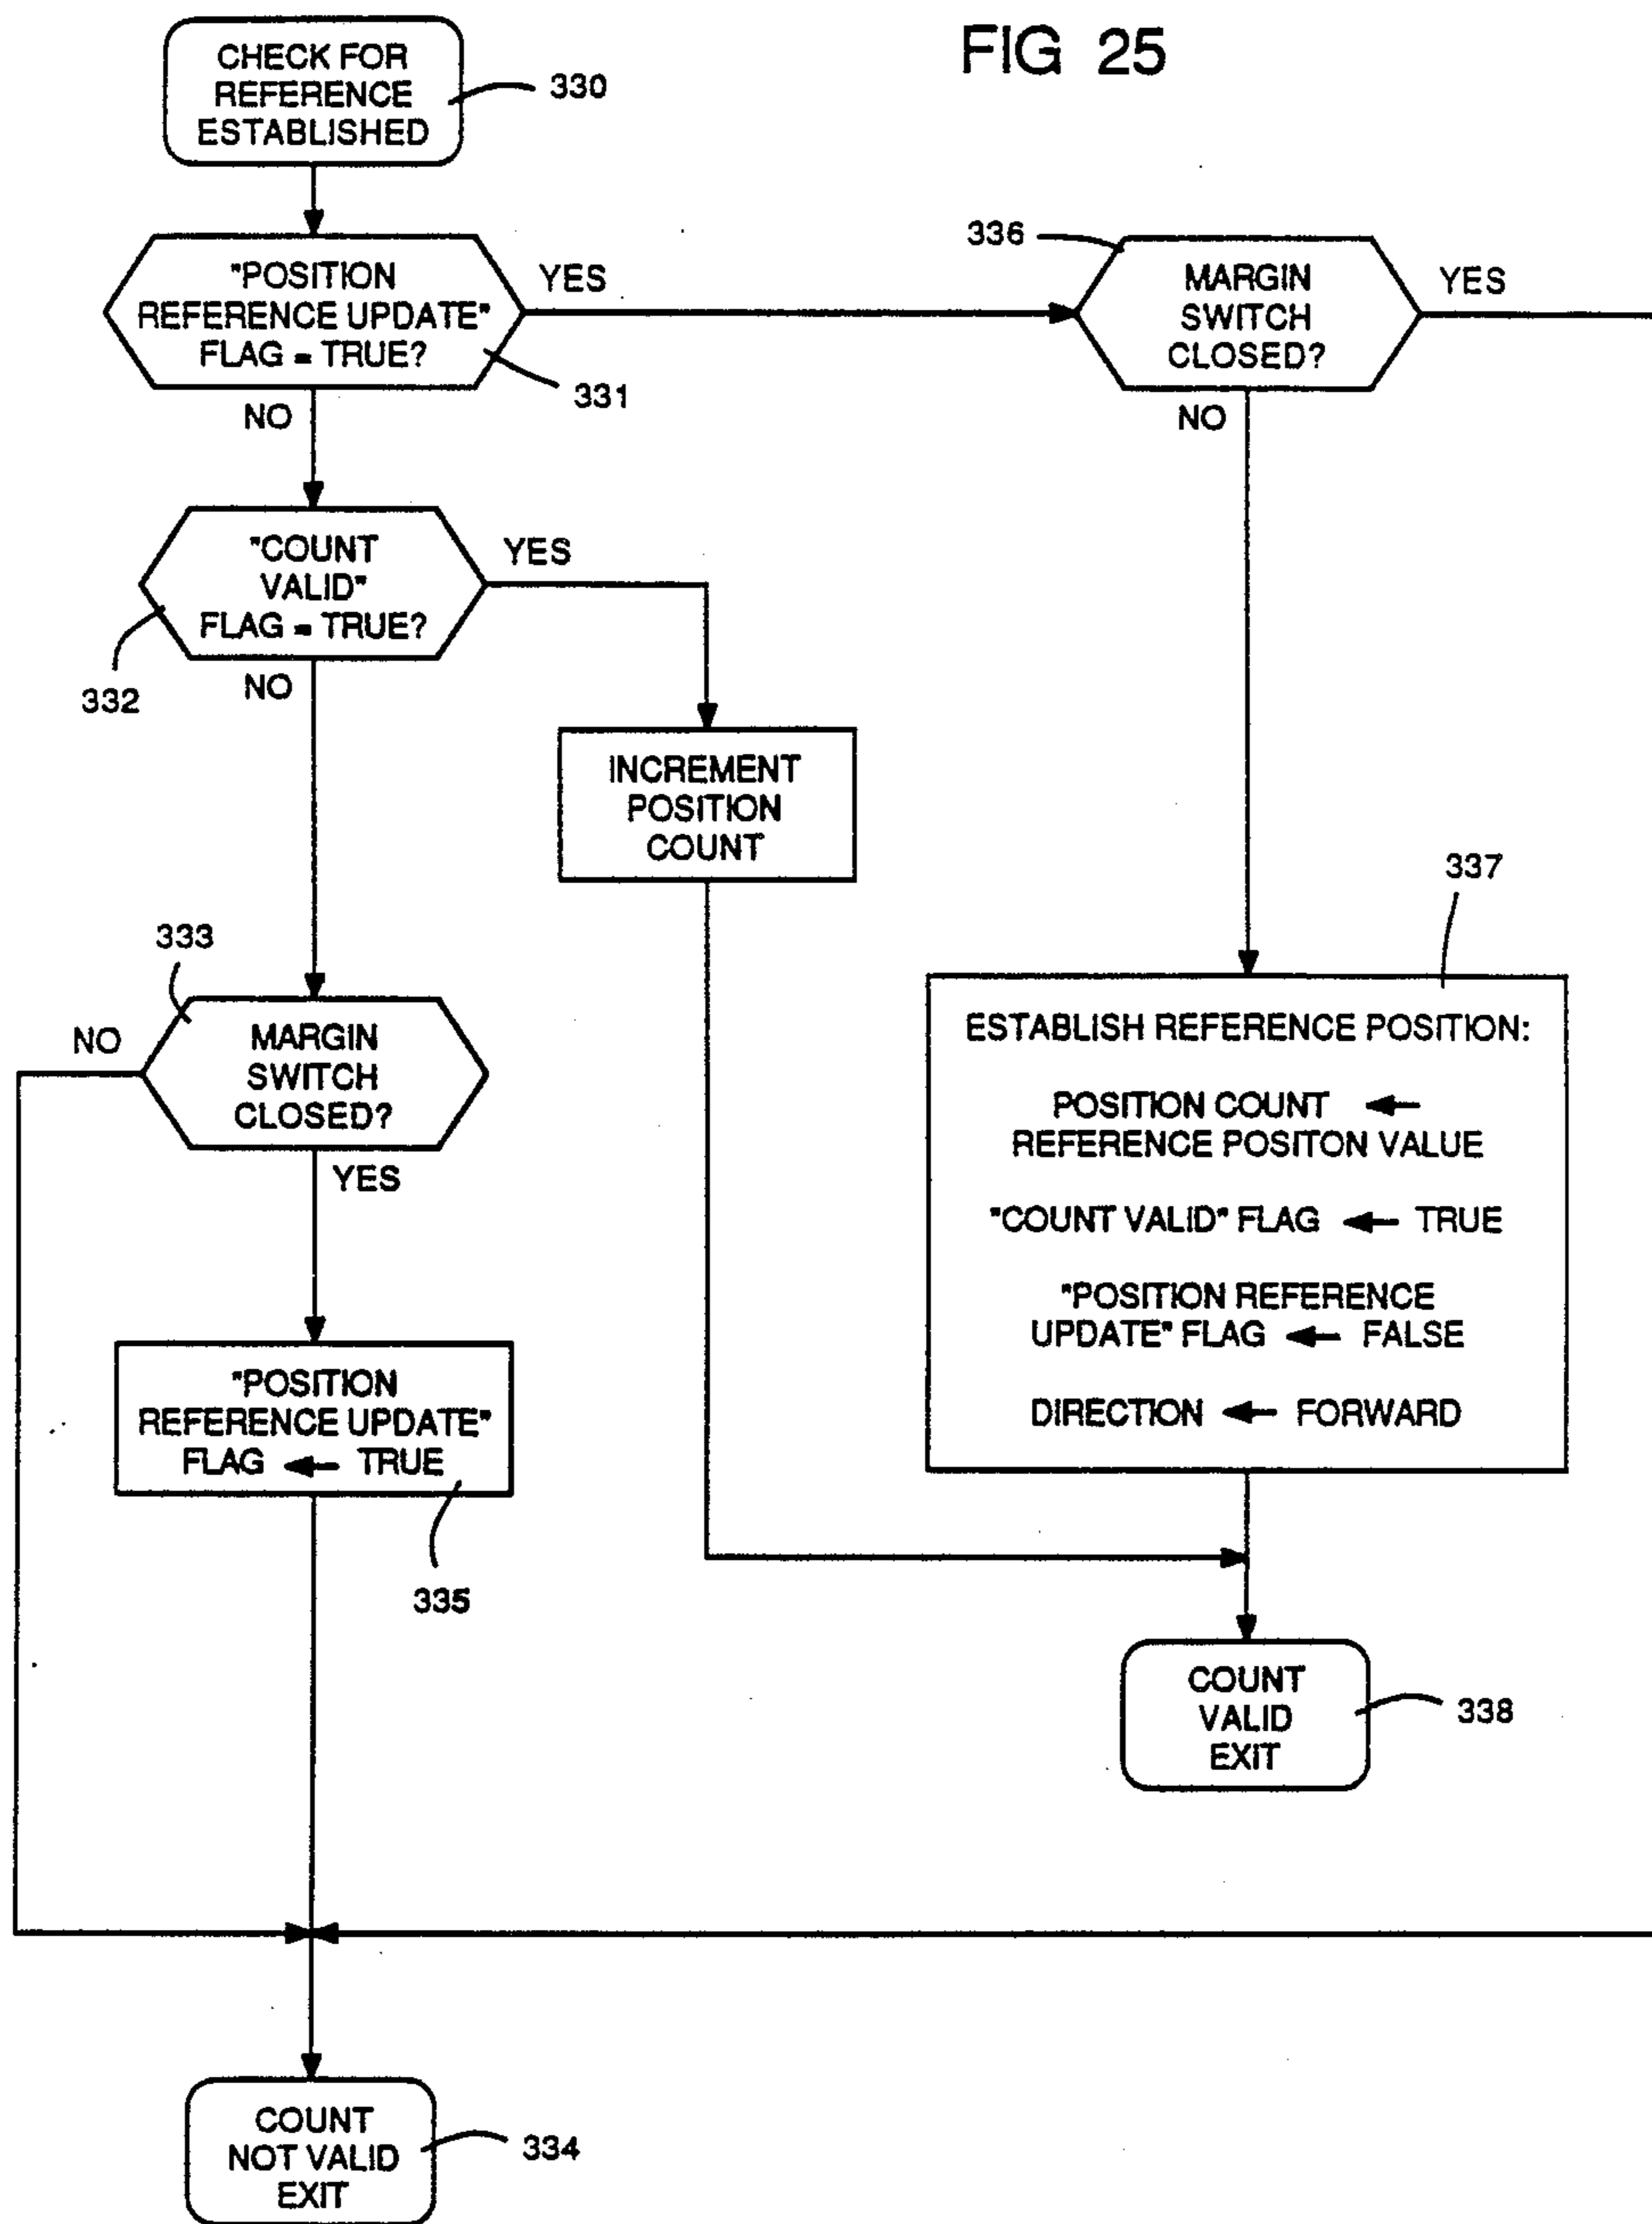 FIG 25
CHECK FOR
REFERENCE
ESTABLISHED
330
"POSITION
REFERENCE UPDATE"
FLAG = TRUE?
YES
331
NO
336
MARGIN
SWITCH
CLOSED?
YES
NO
"COUNT
VALID"
FLAG = TRUE?
YES
332
NO
INCREMENT
POSITION
COUNT
333
NO
MARGIN
SWITCH
CLOSED?
YES
337
ESTABLISH REFERENCE POSITION:
POSITION COUNT ←
REFERENCE POSITON VALUE
"COUNT VALID" FLAG ← TRUE
"POSITION REFERENCE
UPDATE" FLAG ← FALSE
DIRECTION ← FORWARD
"POSITION
REFERENCE UPDATE"
FLAG ← TRUE
335
COUNT
VALID
EXIT
338
COUNT
NOT VALID
EXIT
334